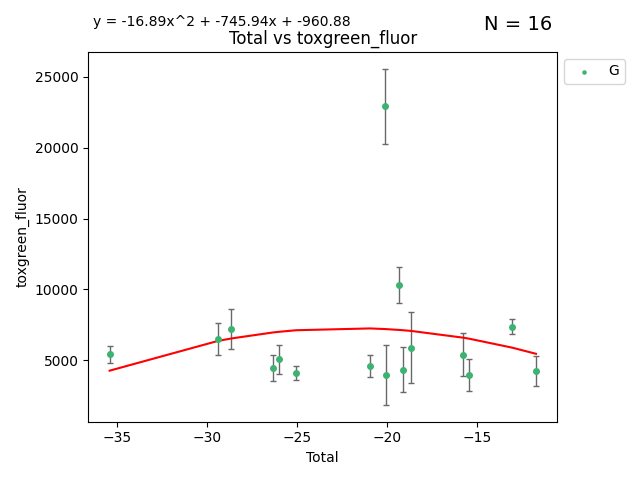 y = -16.89x^2 + -745.94x + -960.88
N = 16
Total vs toxgreen_fluor
G
25000
20000
15000
10000
5000
toxgreen_fluor
−35
−30
−25
−20
−15
Total